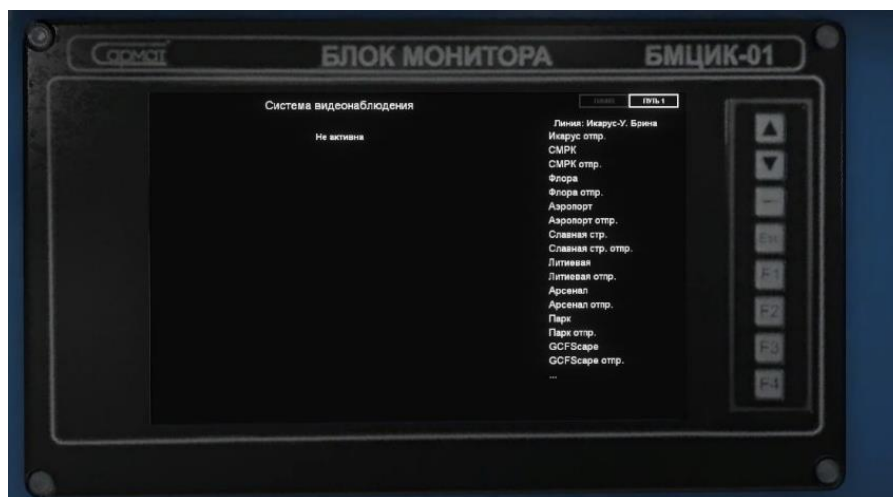 Сармат
БЛОК МОНИТОРА
БМЦИК-01
Система видеонаблюдения
Не активна
ПУТЬ 1
Линия: Икарус-У. Брина
Икарус отпр.
СМРК
СМРК отпр.
Флора
Флора отпр.
Аэропорт
Аэропорт отпр.
Славная стр.
Славная стр. отпр.
Литиевая
Литиевая отпр.
Арсенал
Арсенал отпр.
Парк
Парк отпр.
GCFScape
GCFScape отпр.
...
F1
F2
F3
F4